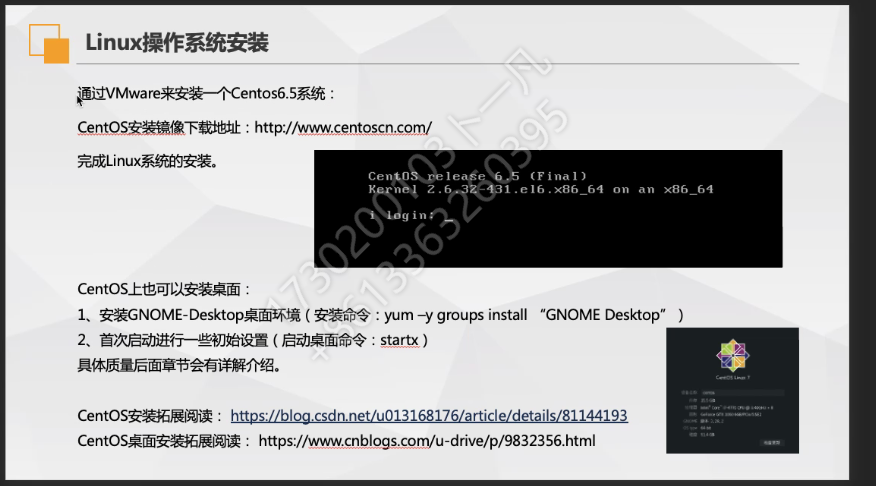 Linux操作系统安装
通过VMware来安装一个Centos6.5系统：
CentOS安装镜像下载地址：http://www.centoscn.com/
完成Linux系统的安装。
CentOS release 6.5 (Final)
Kernel 2.6.32-431.el6.x86_64 on an x86_64
i login: _
CentOS上也可以安装桌面：
1、安装GNOME-Desktop桌面环境（安装命令：yum –y groups install “GNOME Desktop” ）
2、首次启动进行一些初始设置（启动桌面命令：startx）
具体质量后面章节会有详解介绍。
CentOS Linux 7
CentOS安装拓展阅读： https://blog.csdn.net/u013168176/article/details/81144193
CentOS桌面安装拓展阅读： https://www.cnblogs.com/u-drive/p/9832356.html
1730200103卜一凡
+8613363280395